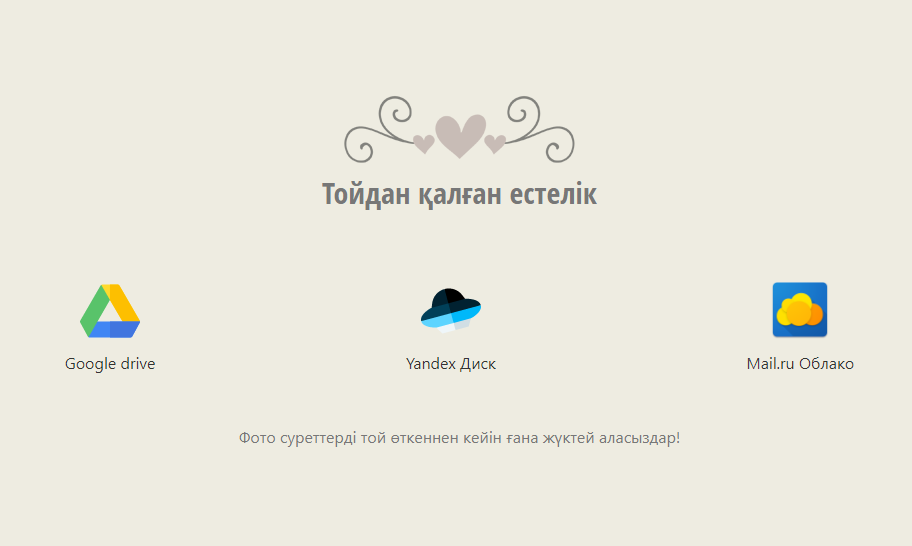 Тойдан қалған естелік
Google drive
Yandex Диск
Mail.ru Облако
Фото суреттерді той өткеннен кейін ғана жүктей аласыздар!